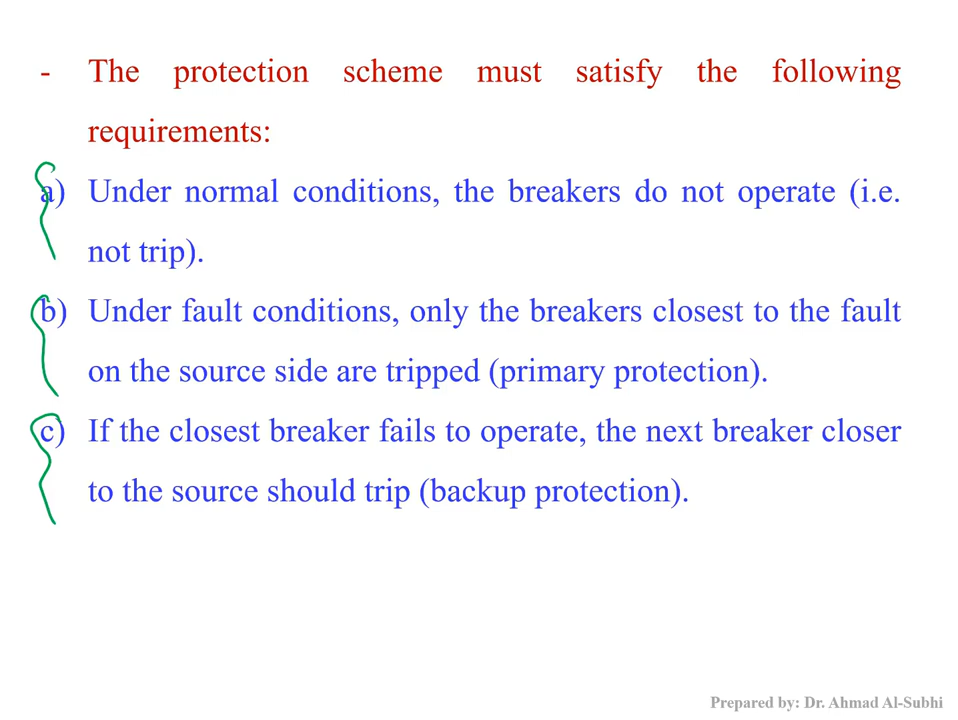 - The protection scheme must satisfy the following
requirements:
a) Under normal conditions, the breakers do not operate (i.e.
not trip).
b) Under fault conditions, only the breakers closest to the fault
on the source side are tripped (primary protection).
c) If the closest breaker fails to operate, the next breaker closer
to the source should trip (backup protection).
Prepared by: Dr. Ahmad Al-Subhi